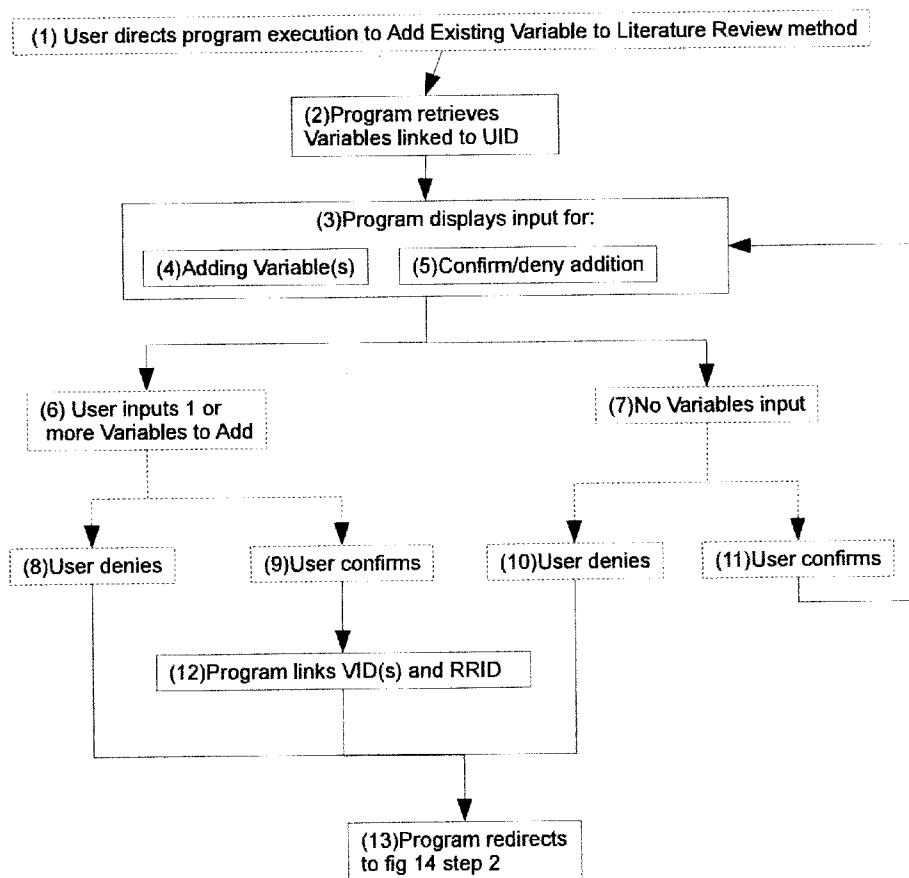 (1) User directs program execution to Add Existing Variable to Literature Review method
(2)Program retrieves
Variables linked to UID
(3)Program displays input for:
(4)Adding Variable(s)
(5)Confirm/deny addition
(6) User inputs 1 or
more Variables to Add
(7)No Variables input
(8)User denies
(9)User confirms
(10)User denies
(11)User confirms
(12)Program links VID(s) and RRID
(13)Program redirects
to fig 14 step 2